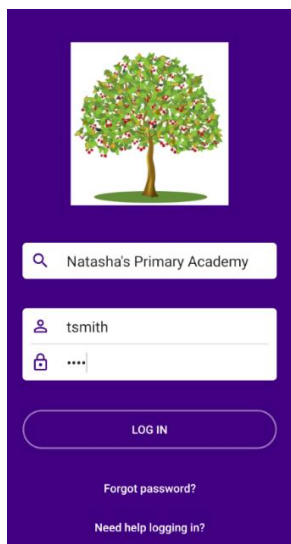 Natasha's Primary Academy
tsmith
••••
LOG IN
Forgot password?
Need help logging in?